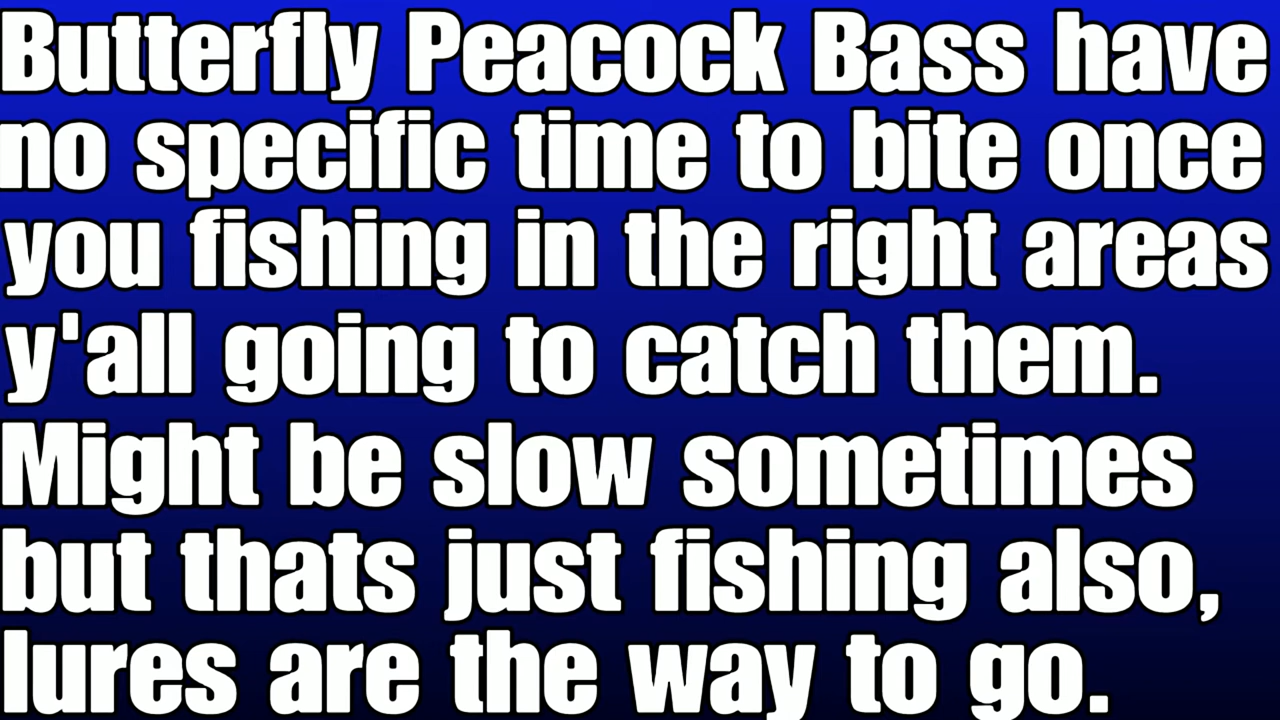 Butterfly Peacock Bass have
no specific time to bite once
you fishing in the right areas
y'all going to catch them.
Might be slow sometimes
but thats just fishing also,
lures are the way to go.